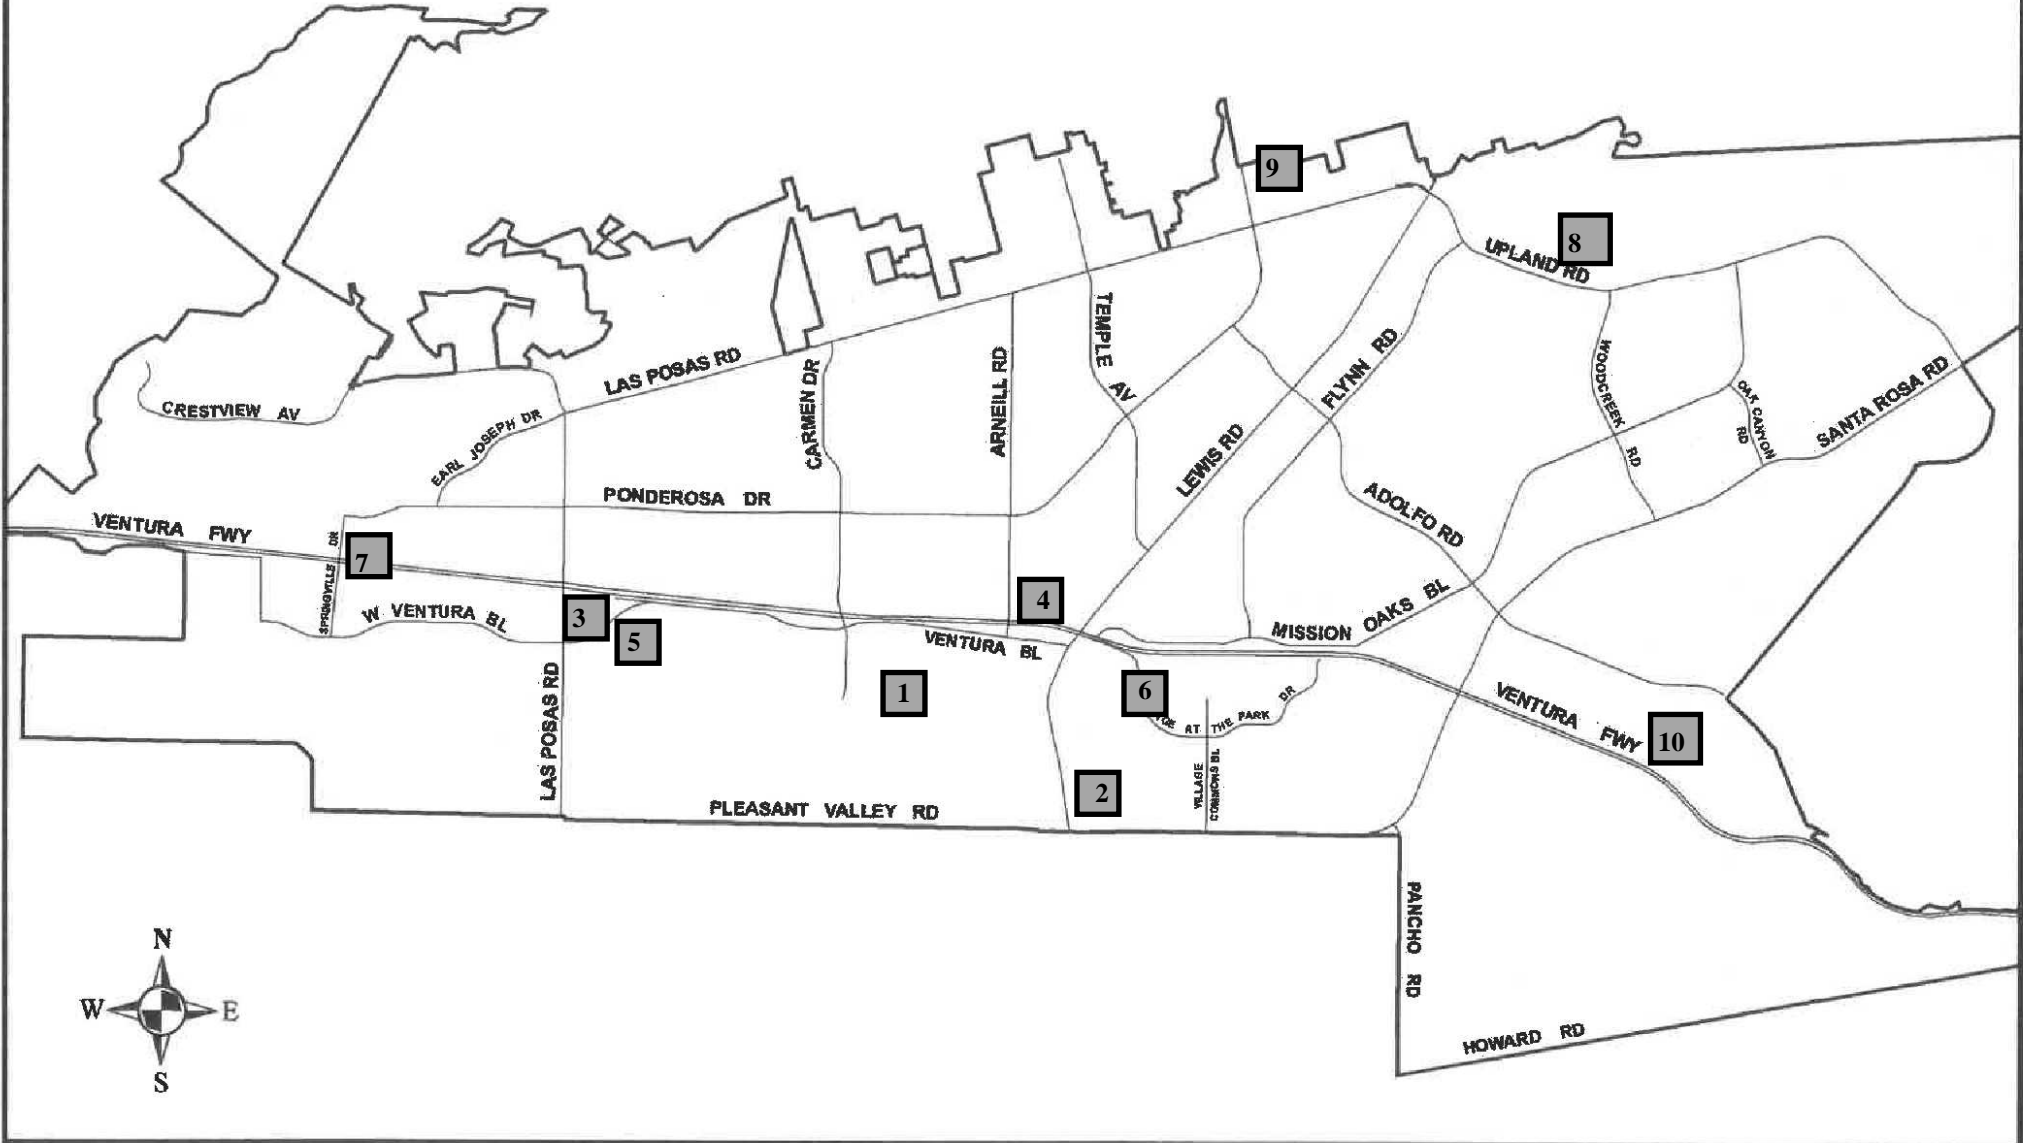 9
8
UPLAND RD
TEMPLE AV
LAS POSAS RD
CARMEN DR
ARNEILL RD
FLYNN RD
WOODCREEK RD
OAK CANYON RD
SANTA ROSA RD
CRESTVIEW AV
EARL JOSEPH DR
LEWIS RD
PONDEROSA DR
ADOLFO RD
VENTURA FWY
SPRINGVILLE DR
7
W VENTURA BL
3
5
4
VENTURA BL
MISSION OAKS BL
1
6
AT THE PARK DR
VENTURA FWY
10
LAS POSAS RD
2
VILLAGE
COMMONS BL
PLEASANT VALLEY RD
PANCHO RD
HOWARD RD
N
W
E
S